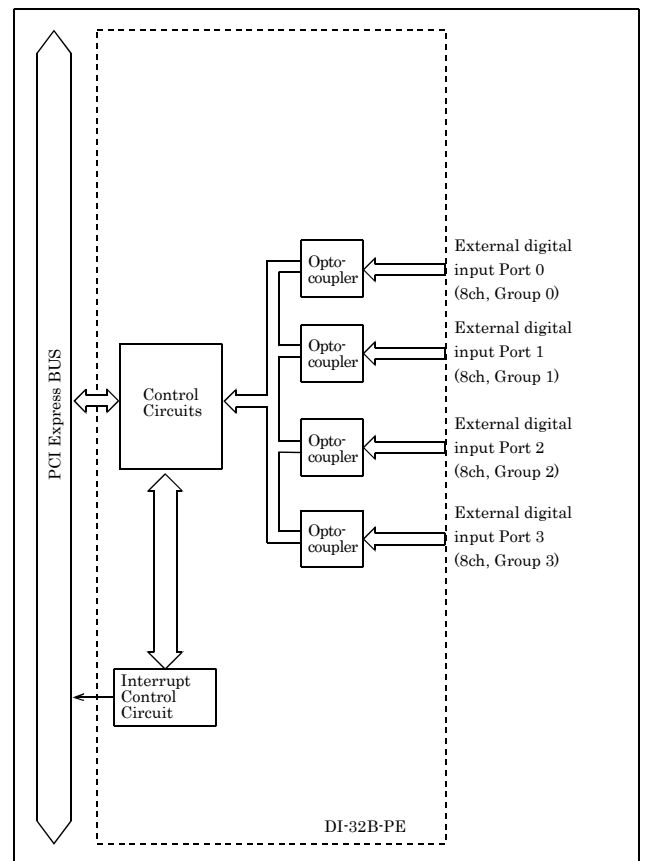 PCI Express BUS
Control
Circuits
Opto-
coupler
External digital
input Port 0
(8ch, Group 0)
Opto-
coupler
External digital
input Port 1
(8ch, Group 1)
Opto-
coupler
External digital
input Port 2
(8ch, Group 2)
Opto-
coupler
External digital
input Port 3
(8ch, Group 3)
Interrupt
Control
Circuit
DI-32B-PE